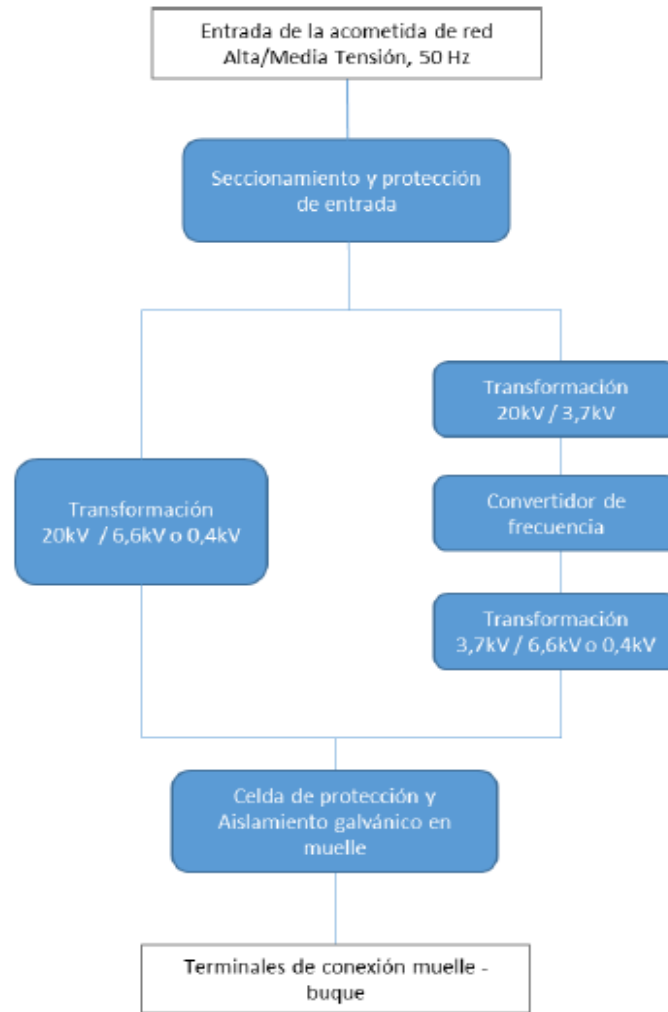 Entrada de la acometida de red
Alta/Media Tensión, 50 Hz
Seccionamiento y protección
de entrada
Transformación
20kV / 6,6kV o 0,4kV
Transformación
20kV / 3,7kV
Convertidor de
frecuencia
Transformación
3,7kV / 6,6kV o 0,4kV
Celda de protección y
Aislamiento galvánico en
muelle
Terminales de conexión muelle -
buque